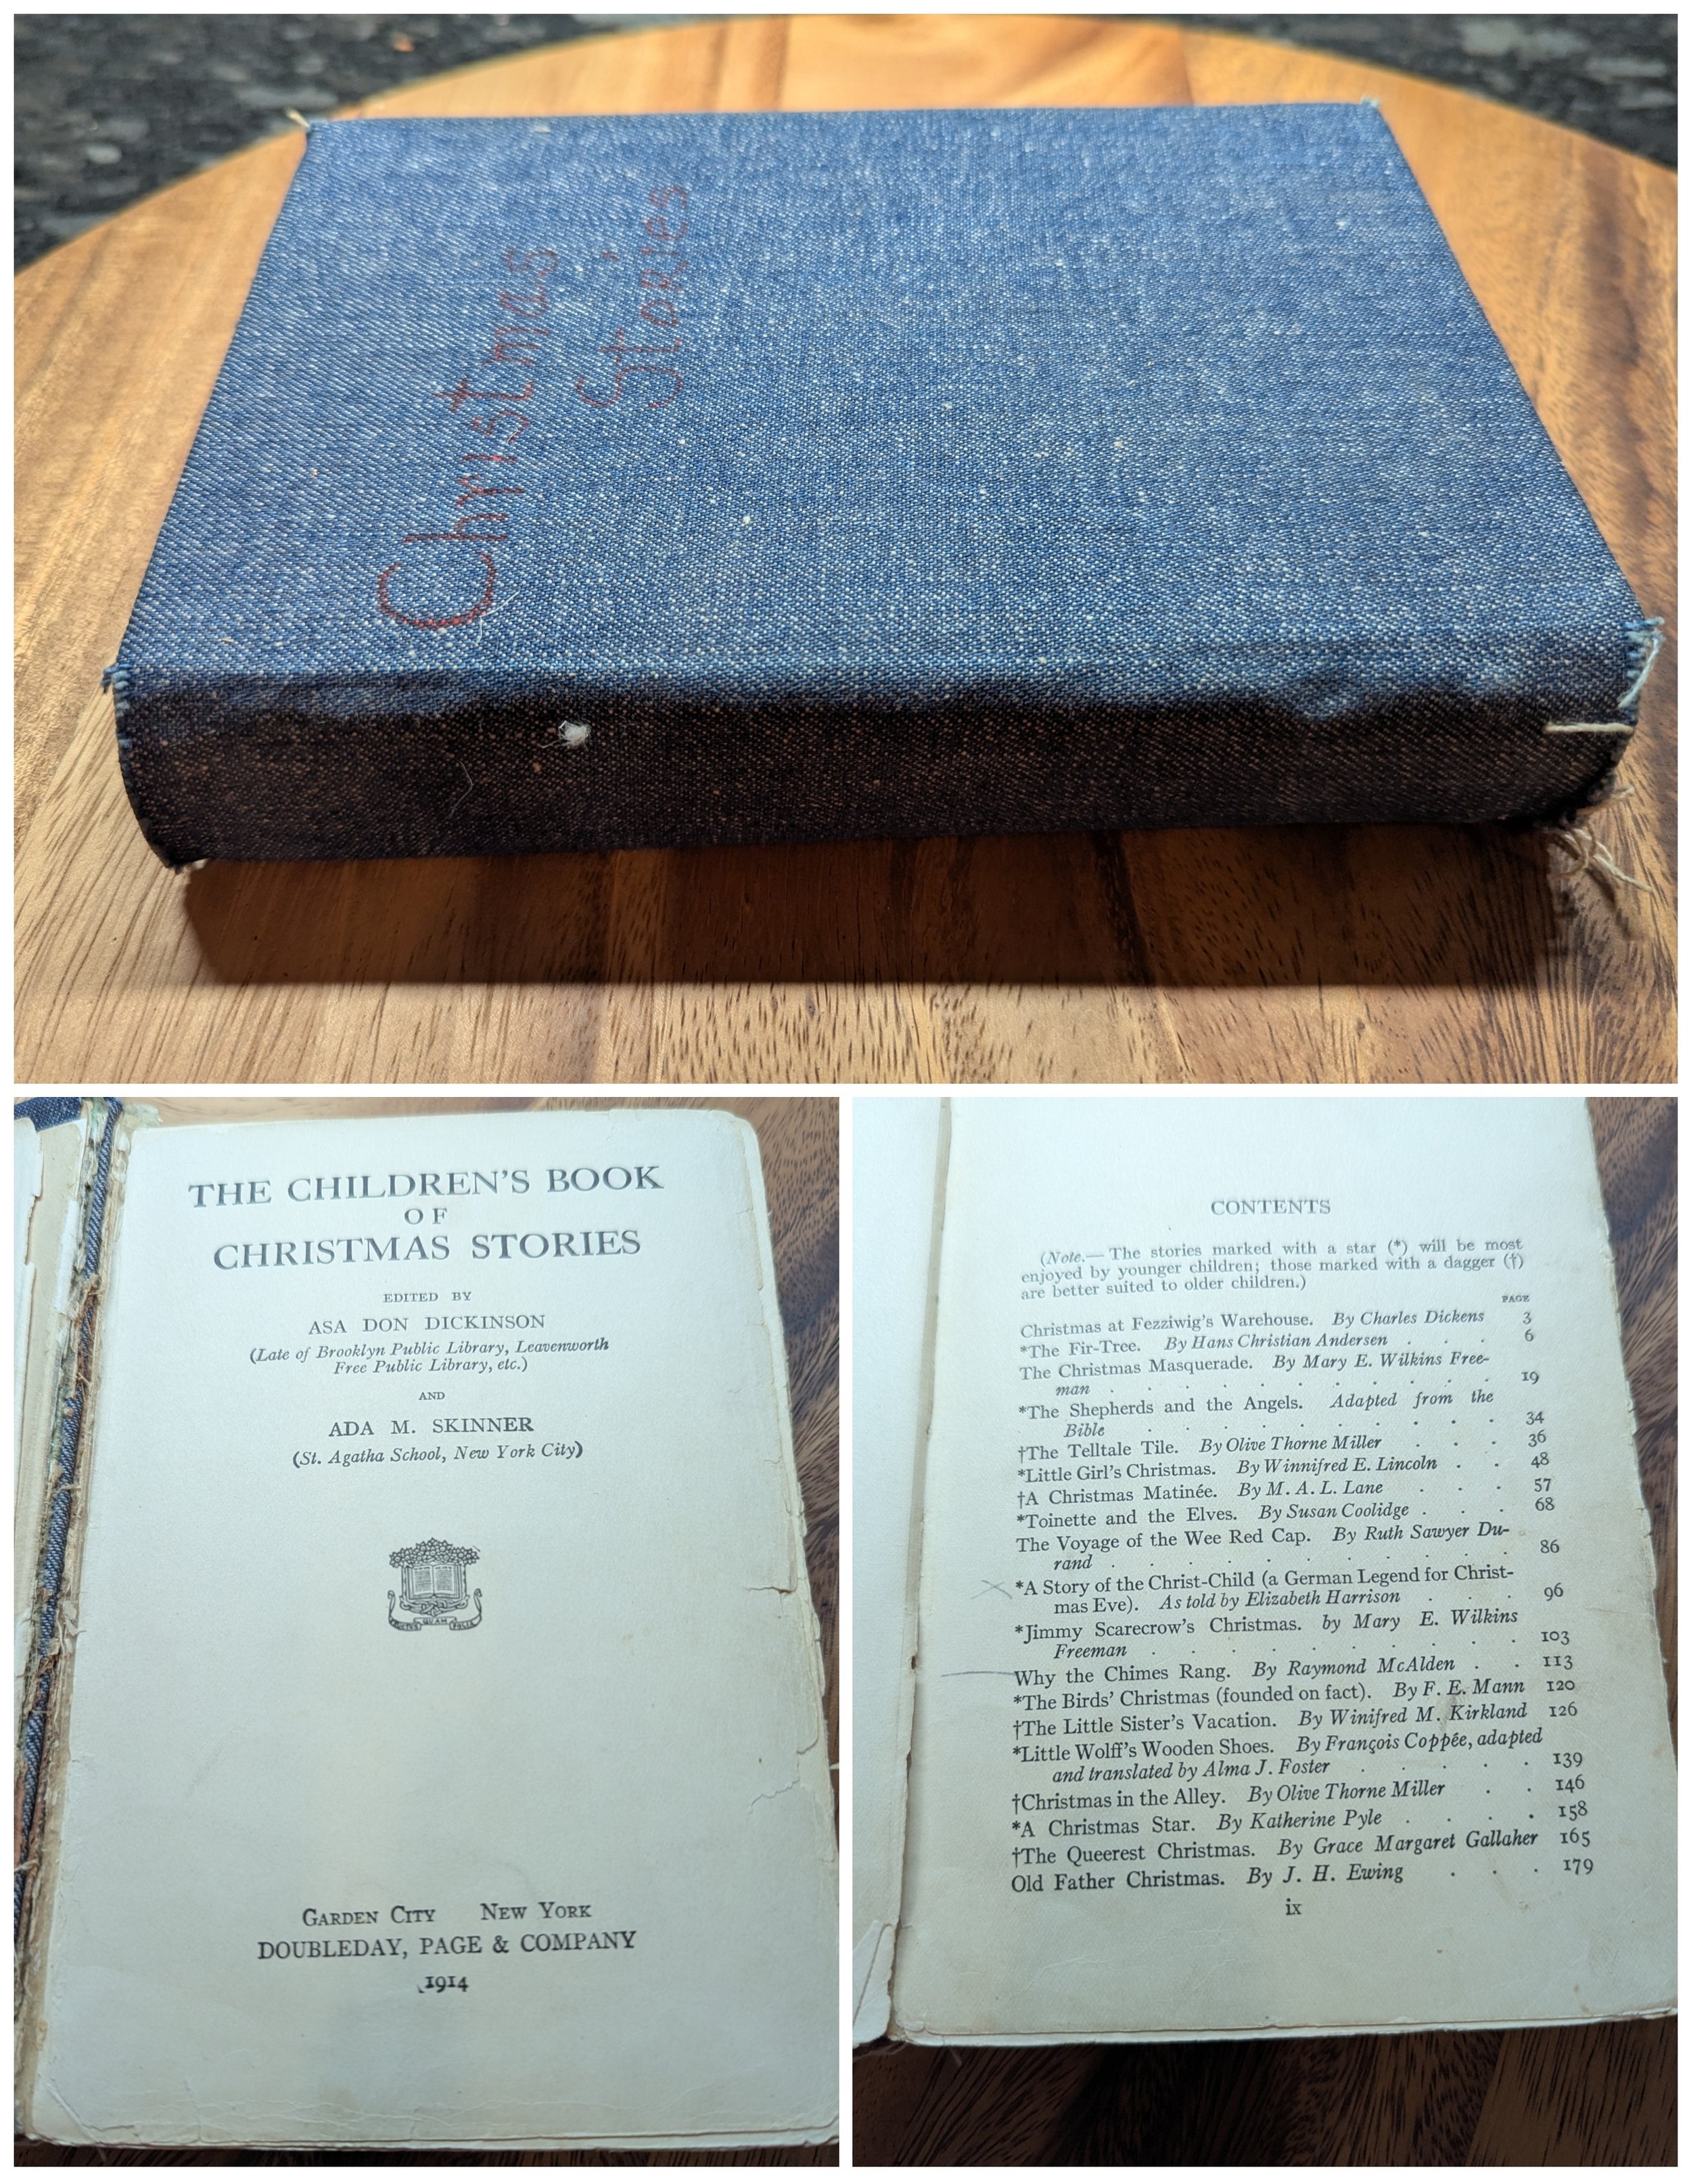 Christmas
Stories
THE CHILDREN'S BOOK
OF
CHRISTMAS STORIES
EDITED BY
ASA DON DICKINSON
(Late of Brooklyn Public Library, Leavenworth
Free Public Library, etc.)
AND
ADA M. SKINNER
(St. Agatha School, New York City)
QUAM
GARDEN CITY NEW YORK
DOUBLEDAY, PAGE & COMPANY
1914
CONTENTS
(Note.— The stories marked with a star (*) will be most
enjoyed by younger children; those marked with a dagger (†)
are better suited to older children.)
PAGE
Christmas at Fezziwig's Warehouse. By Charles Dickens 3
*The Fir-Tree. By Hans Christian Andersen . . . 6
The Christmas Masquerade. By Mary E. Wilkins Free-
man . . . . . . . . . . . 19
*The Shepherds and the Angels. Adapted from the
Bible . . . . . . . . . . 34
†The Telltale Tile. By Olive Thorne Miller . . . 36
*Little Girl's Christmas. By Winnifred E. Lincoln . . 48
†A Christmas Matinée. By M. A. L. Lane . . . 57
*Toinette and the Elves. By Susan Coolidge . . . 68
The Voyage of the Wee Red Cap. By Ruth Sawyer Du-
rand . . . . . . . . . . . 86
*A Story of the Christ-Child (a German Legend for Christ-
mas Eve). As told by Elizabeth Harrison . . . 96
*Jimmy Scarecrow's Christmas. by Mary E. Wilkins
Freeman . . . . . . . . . . 103
Why the Chimes Rang. By Raymond McAlden . . 113
*The Birds' Christmas (founded on fact). By F. E. Mann 120
†The Little Sister's Vacation. By Winifred M. Kirkland 126
*Little Wolff's Wooden Shoes. By François Coppée, adapted
and translated by Alma J. Foster . . . . . 139
†Christmas in the Alley. By Olive Thorne Miller . . 146
*A Christmas Star. By Katherine Pyle . . . . 158
†The Queerest Christmas. By Grace Margaret Gallaher 165
Old Father Christmas. By J. H. Ewing . . . 179
ix